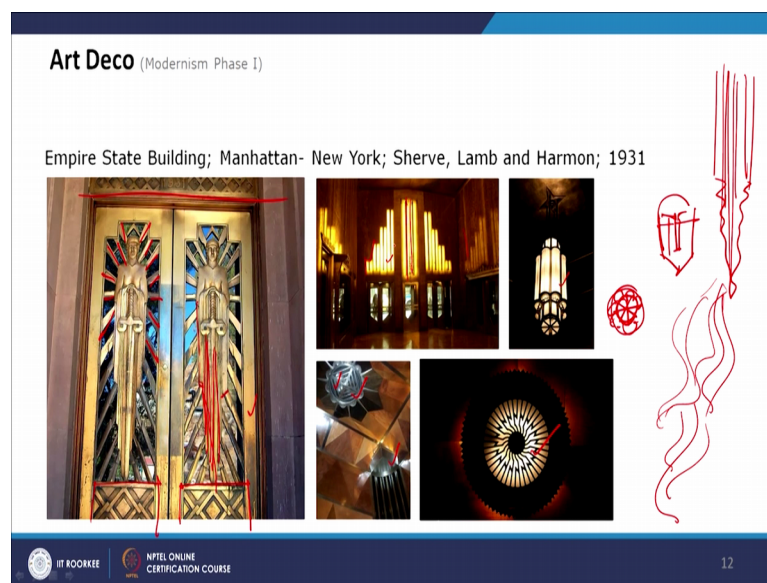 Art Deco (Modernism Phase I)
Empire State Building; Manhattan- New York; Sherve, Lamb and Harmon; 1931
IIT ROORKEE
NPTEL ONLINE
CERTIFICATION COURSE
12